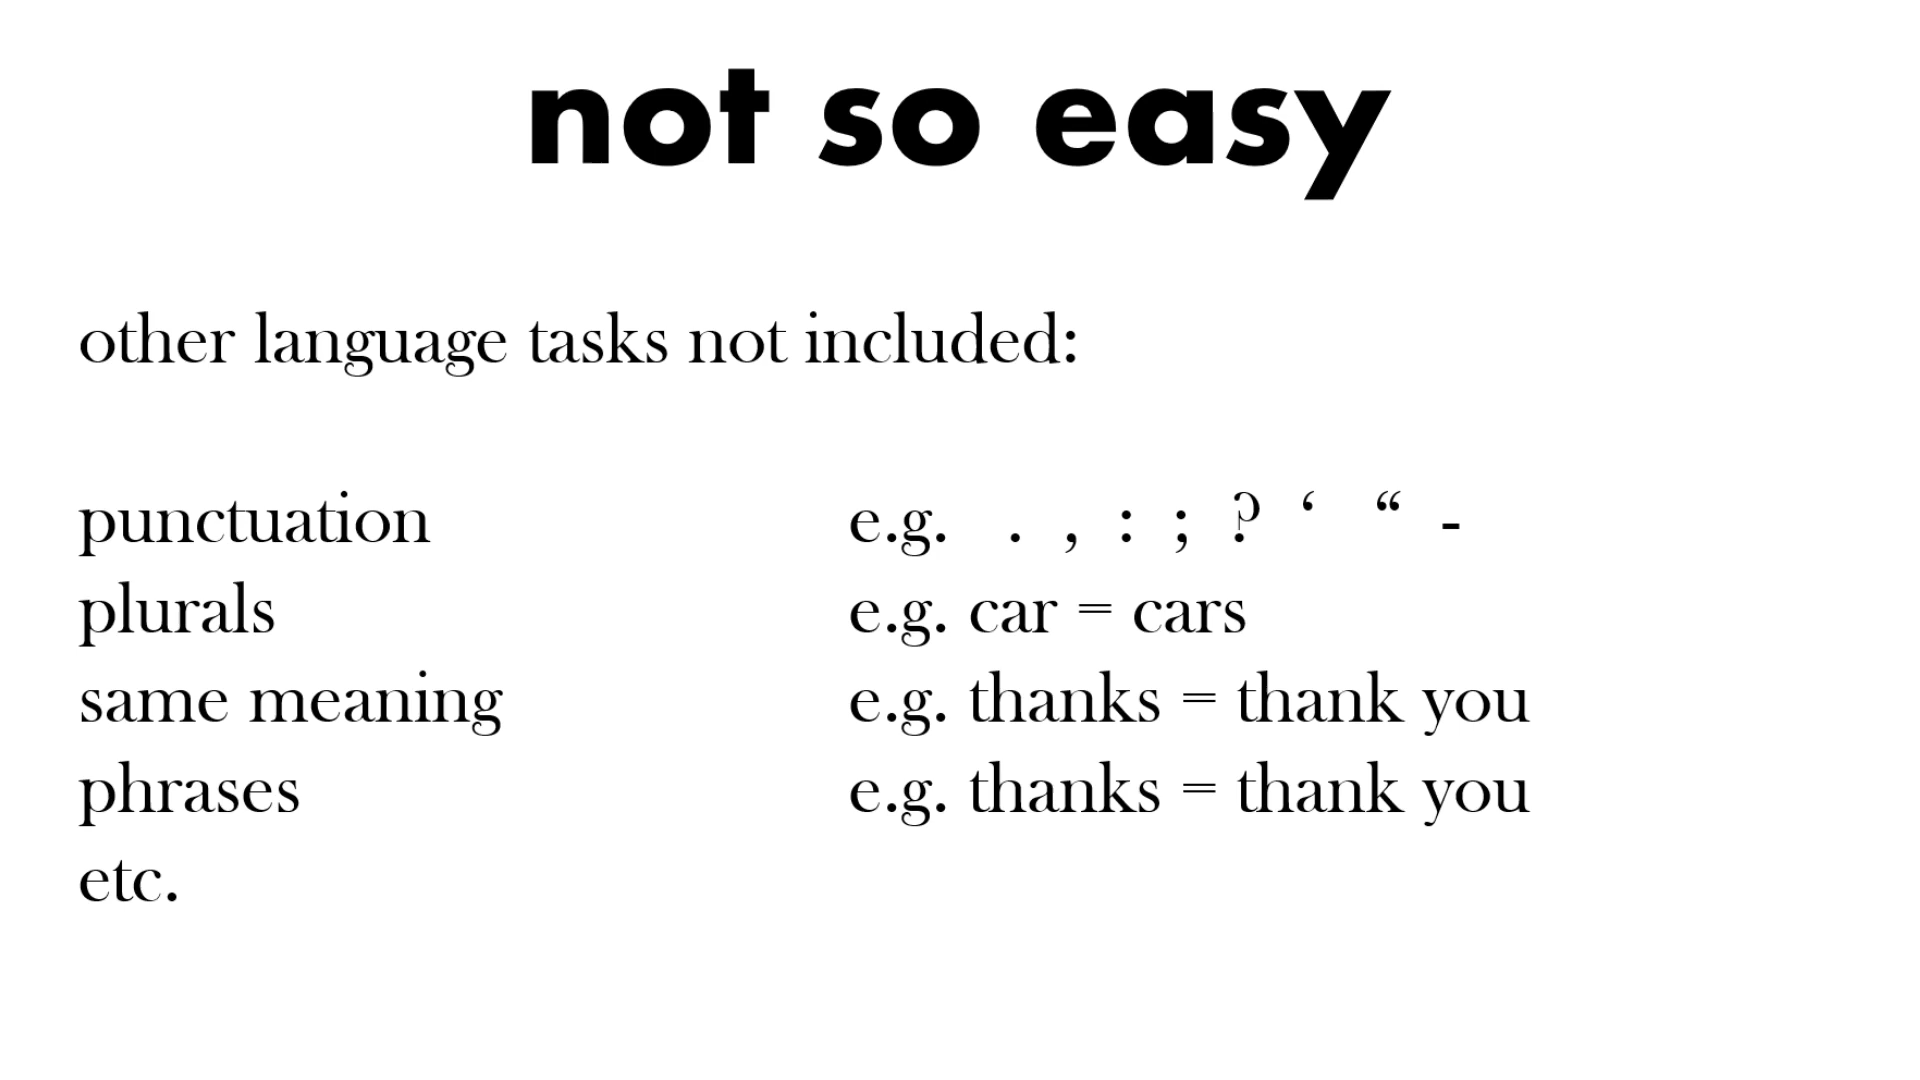 not so easy
other language tasks not included:
punctuation e.g. . , : ; ? ‘ “ -
plurals e.g. car = cars
same meaning e.g. thanks = thank you
phrases e.g. thanks = thank you
etc.